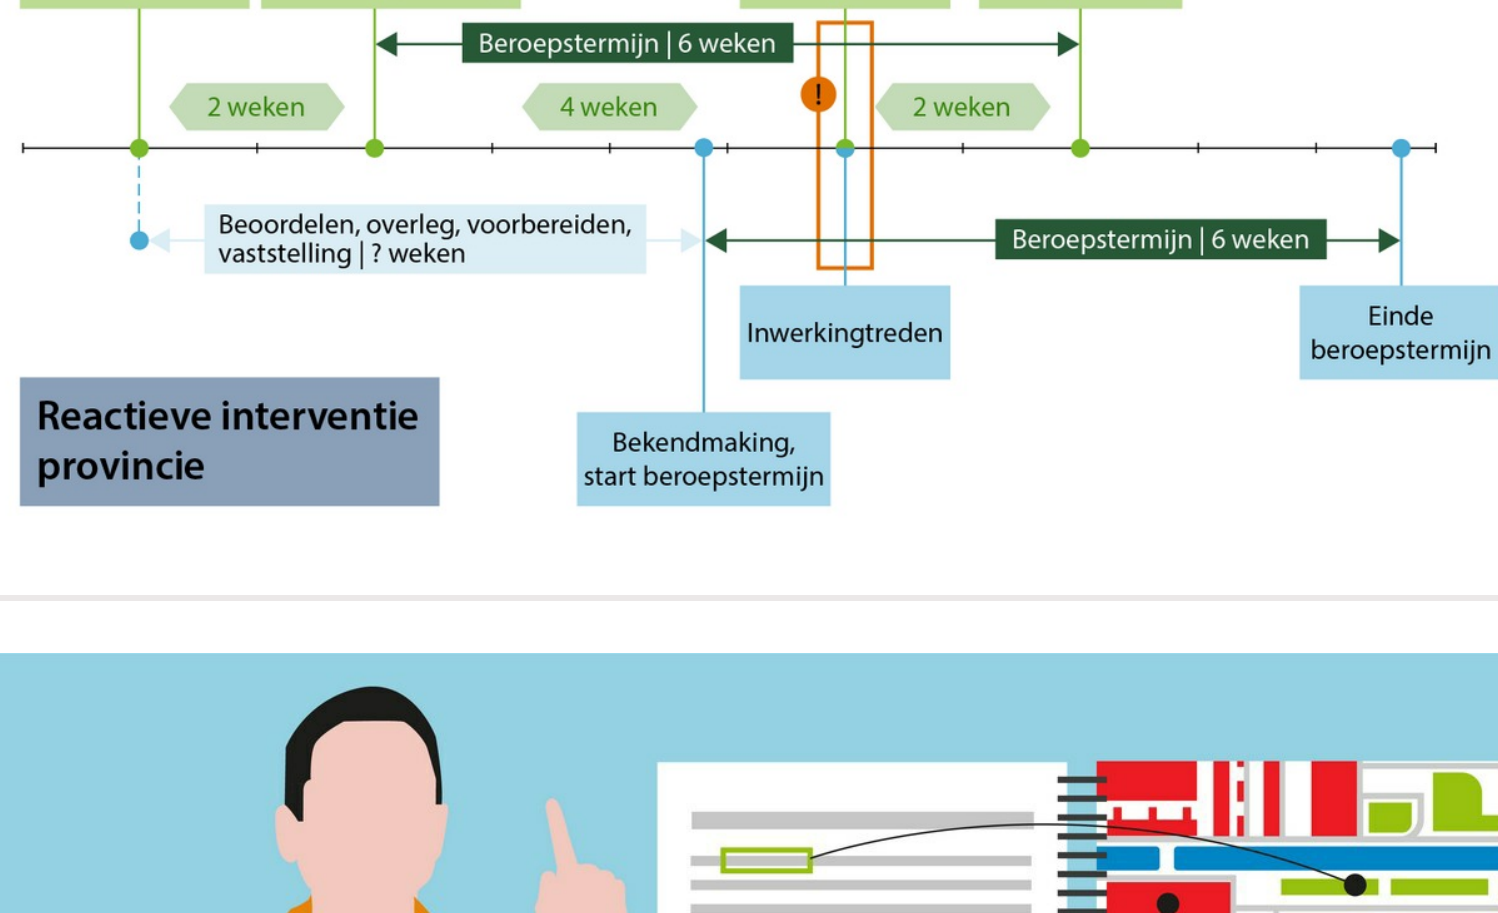 Beroepstermijn | 6 weken
2 weken
4 weken
!
2 weken
Beoordelen, overleg, voorbereiden,
vaststelling | ? weken
Beroepstermijn | 6 weken
Inwerkingtreden
Einde
beroepstermijn
Reactieve interventie
provincie
Bekendmaking,
start beroepstermijn